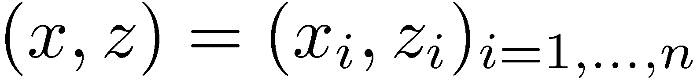 (x, z) = (x_i, z_i)_{i=1,...,n}